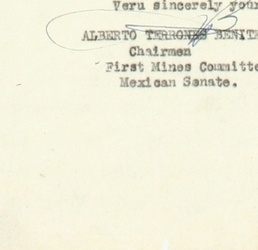 Veru sincerely your
ALBERTO TERRONES BENITE
Chairmen
First Mines Committe
Mexican Senate.